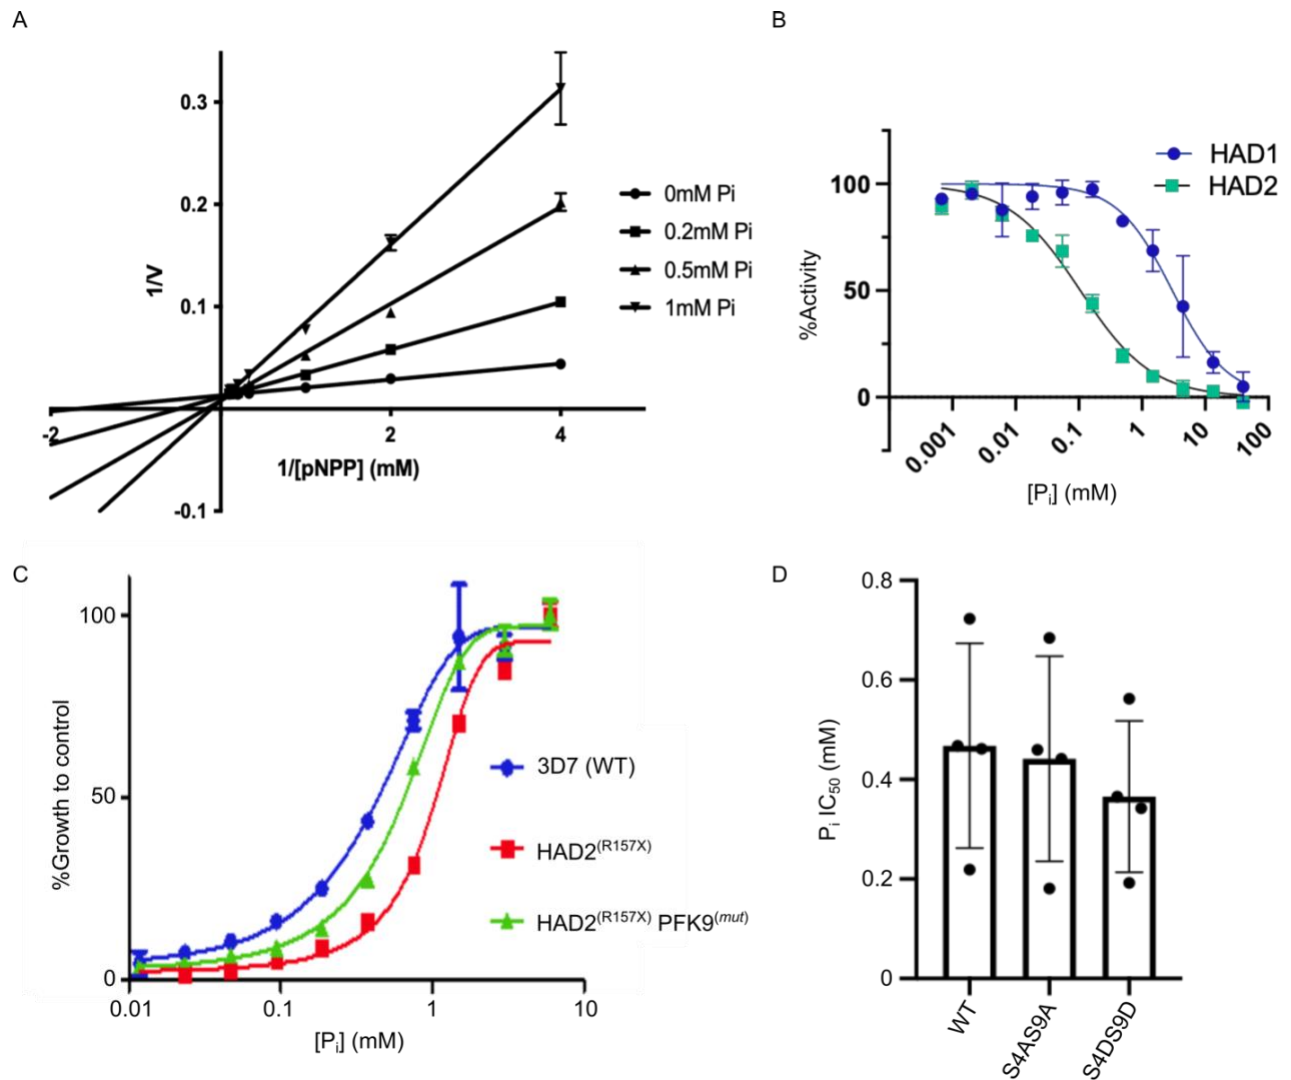 A
0.3
0.2
0.1
-0.1
-2
2
4
1/V
1/[pNPP] (mM)
0mM Pi
0.2mM Pi
0.5mM Pi
1mM Pi
B
100
50
0
%Activity
0.001
0.01
0.1
1
10
100
[Pi] (mM)
HAD1
HAD2
C
100
50
0
%Growth to control
0.01
0.1
1
10
[Pi] (mM)
3D7 (WT)
HAD2(R157X)
HAD2(R157X) PFK9(mut)
D
0.8
0.6
0.4
0.2
0
Pi IC50 (mM)
WT
S4AS9A
S4DS9D